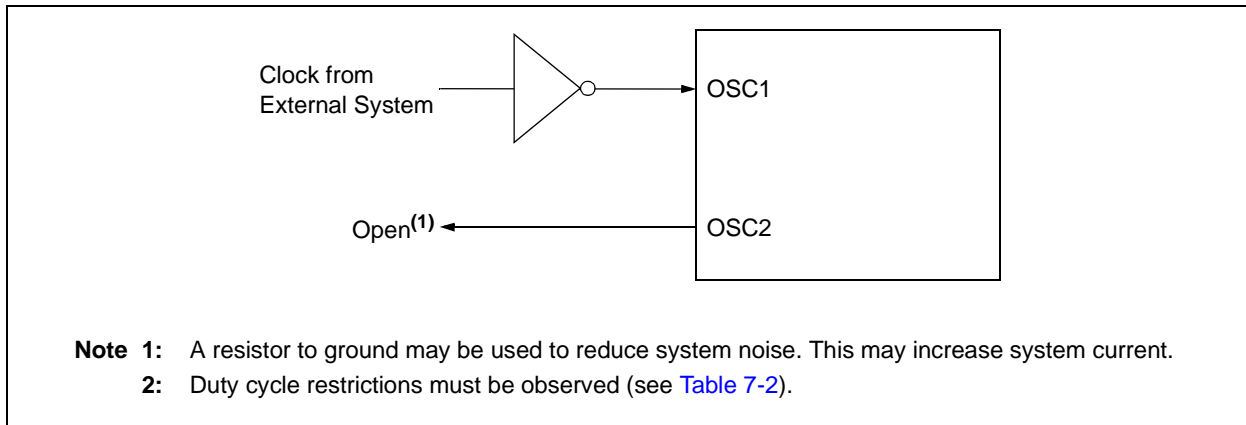 Clock from
External System
OSC1
Open(1)
OSC2
Note 1: A resistor to ground may be used to reduce system noise. This may increase system current.
2: Duty cycle restrictions must be observed (see Table 7-2).